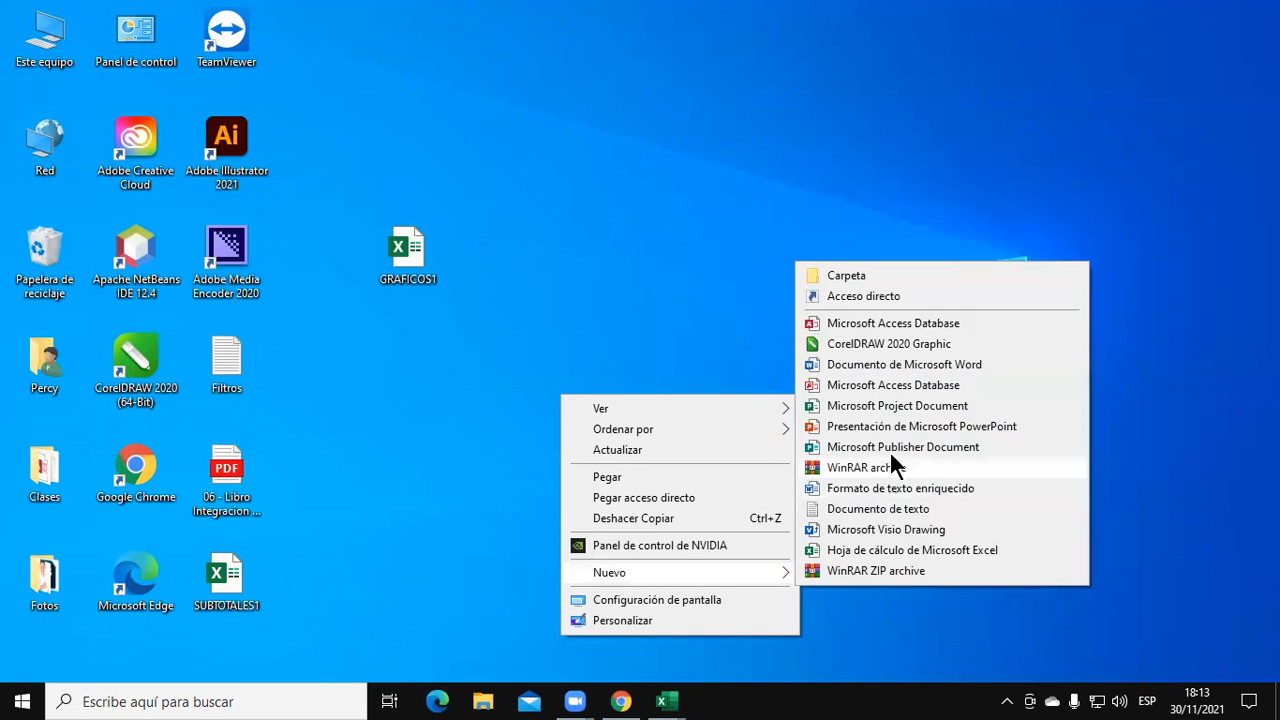 Este equipo
Panel de control
TeamViewer
Red
Adobe Creative
Cloud
Ai
Adobe Illustrator
2021
Papelera de
reciclaje
Apache NetBeans
IDE 12.4
Adobe Media
Encoder 2020
GRAFICOS1
Percy
CorelDRAW 2020
(64-Bit)
Filtros
Clases
Google Chrome
PDF
06 - Libro
Integracion ...
Fotos
Microsoft Edge
SUBTOTALES1
Ver
Ordenar por
Actualizar
Pegar
Pegar acceso directo
Deshacer Copiar Ctrl+Z
Panel de control de NVIDIA
Nuevo
Configuración de pantalla
Personalizar
Carpeta
Acceso directo
Microsoft Access Database
CorelDRAW 2020 Graphic
Documento de Microsoft Word
Microsoft Access Database
Microsoft Project Document
Presentación de Microsoft PowerPoint
Microsoft Publisher Document
WinRAR archive
Formato de texto enriquecido
Documento de texto
Microsoft Visio Drawing
Hoja de cálculo de Microsoft Excel
WinRAR ZIP archive
Escribe aquí para buscar
ESP
18:13
30/11/2021